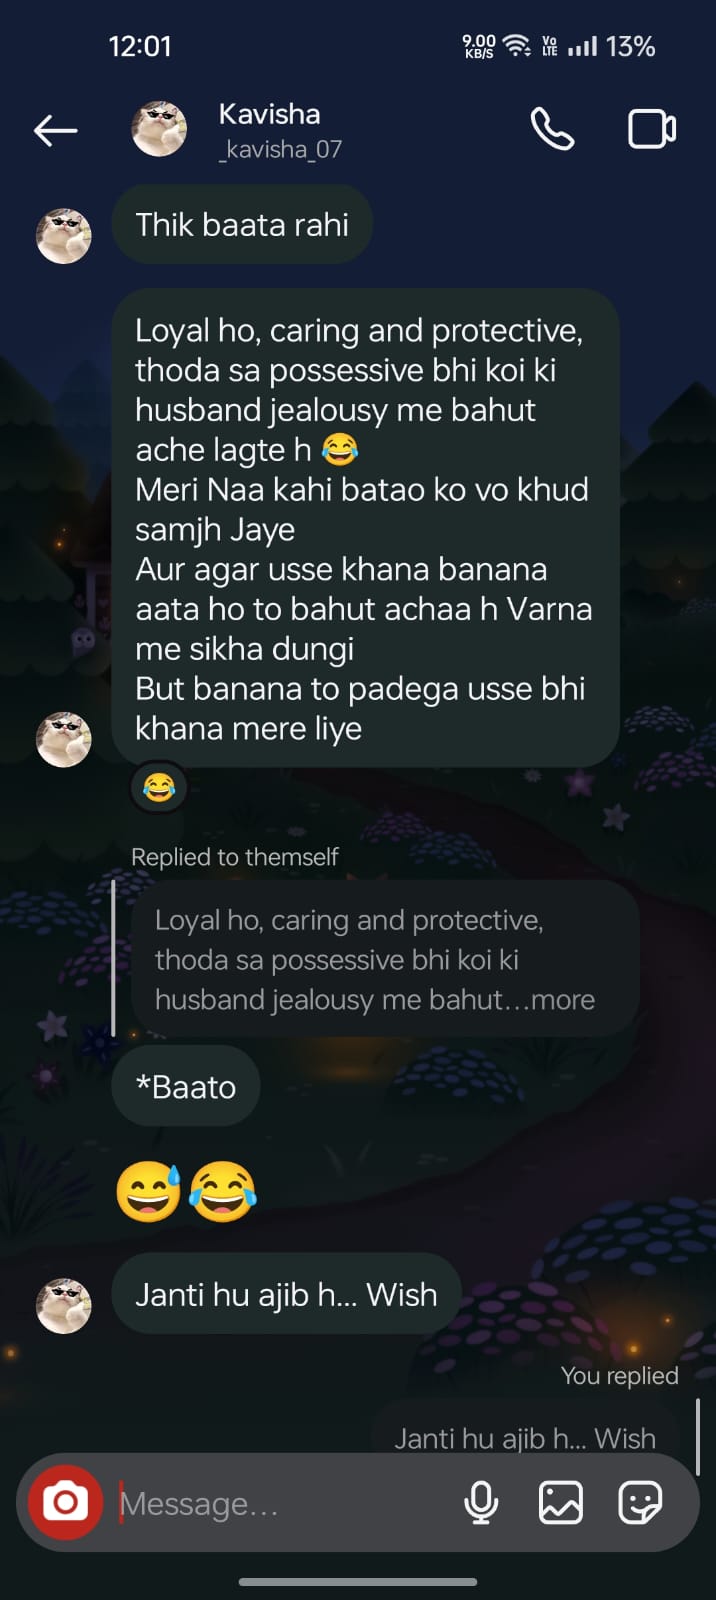 12:01
9.00 KB/S Vo LTE 13%
Kavisha
_kavisha_07
Thik baata rahi
Loyal ho, caring and protective,
thoda sa possessive bhi koi ki
husband jealousy me bahut
ache lagte h 😂
Meri Naa kahi batao ko vo khud
samjh Jaye
Aur agar usse khana banana
aata ho to bahut achaa h Varna
me sikha dungi
But banana to padega usse bhi
khana mere liye
😂
Replied to themself
Loyal ho, caring and protective,
thoda sa possessive bhi koi ki
husband jealousy me bahut...more
*Baato
😅😂
Janti hu ajib h... Wish
You replied
Janti hu ajib h... Wish
Message...